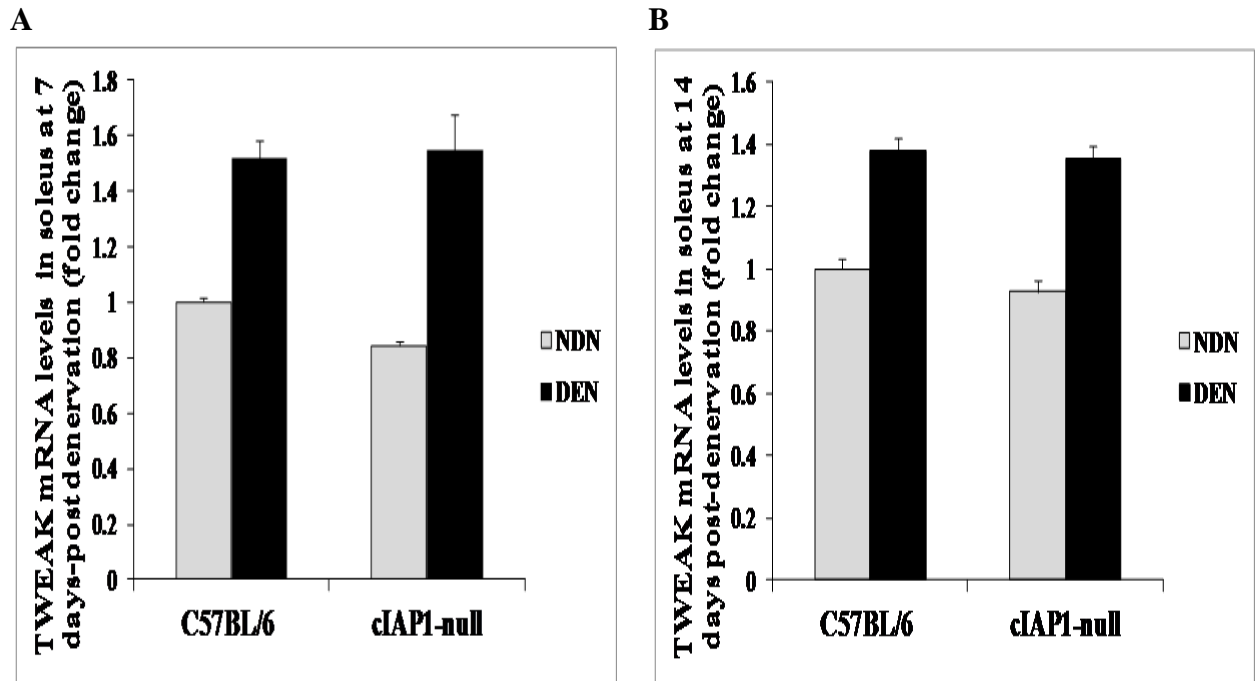 A
TWEAK mRNA levels in soleus at 7
days-post denervation (fold change)
1.8
1.6
1.4
1.2
1
0.8
0.6
0.4
0.2
0
C57BL/6
cIAP1-null
NDN
DEN
B
TWEAK mRNA levels in soleus at 14
days post-denervation (fold change)
1.6
1.4
1.2
1
0.8
0.6
0.4
0.2
0
C57BL/6
cIAP1-null
NDN
DEN